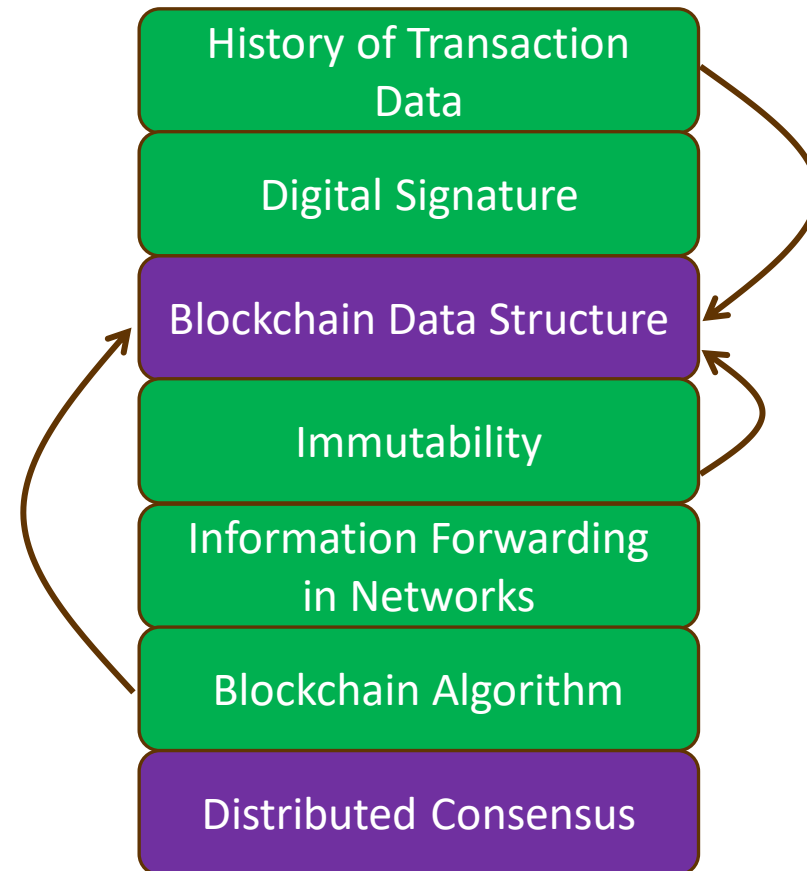 History of Transaction
Data
Digital Signature
Blockchain Data Structure
Immutability
Information Forwarding
in Networks
Blockchain Algorithm
Distributed Consensus